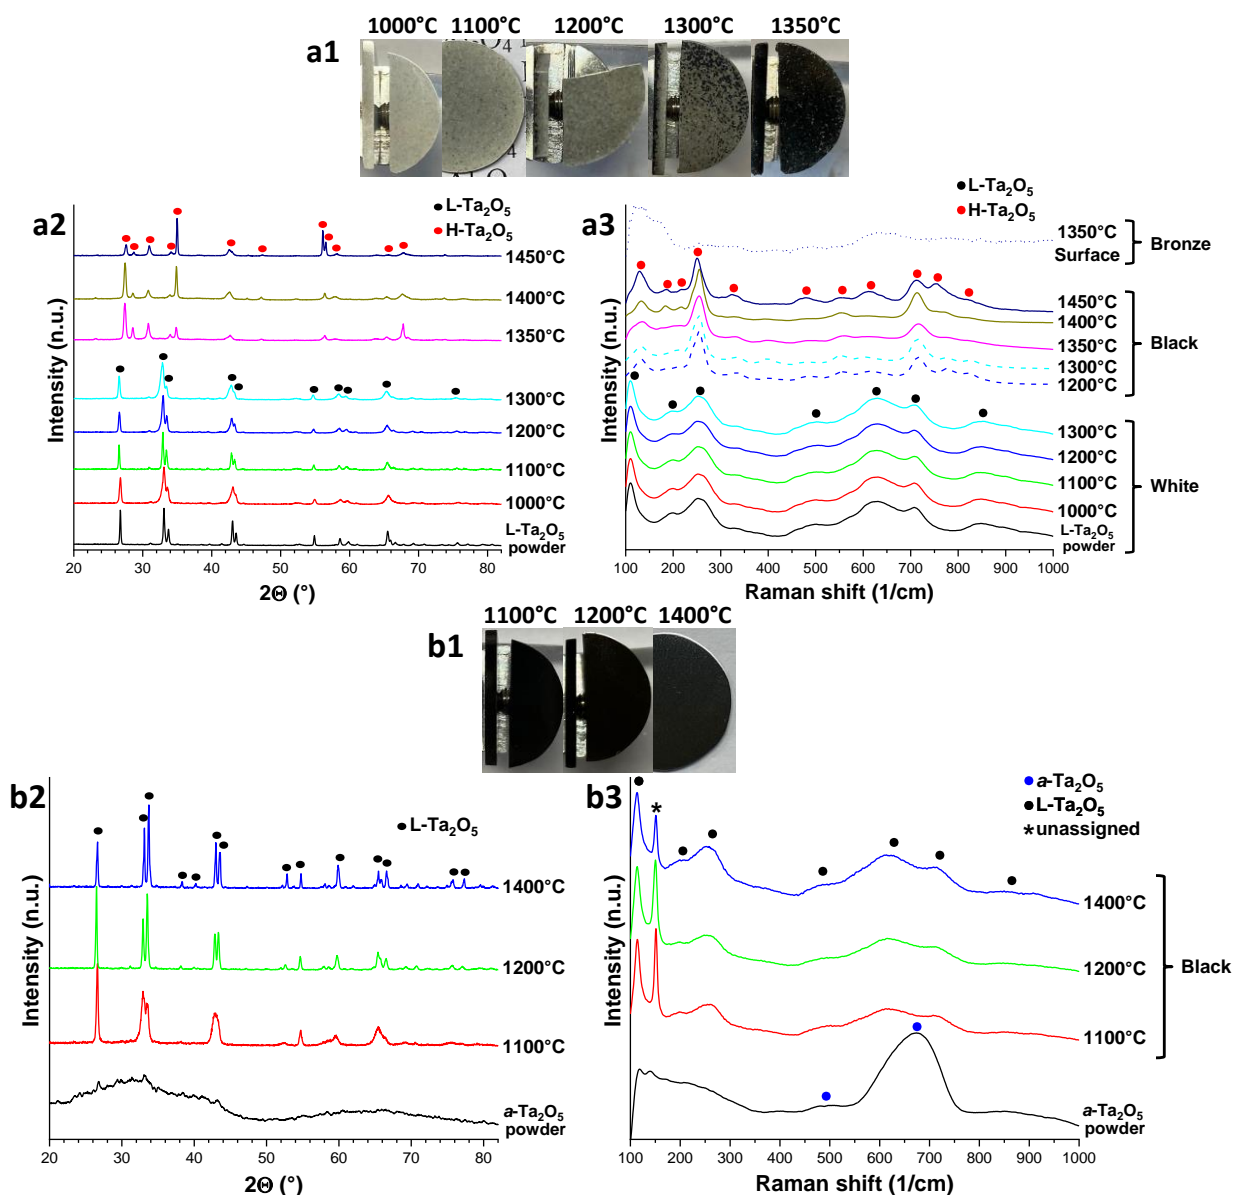 1000°C 1100°C 1200°C 1300°C 1350°C
a1
a2
L-Ta₂O₅
H-Ta₂O₅
1450°C
1400°C
1350°C
1300°C
1200°C
1100°C
1000°C
L-Ta₂O₅
powder
Intensity (n.u.)
20 30 40 50 60 70 80
2Θ (°)
a3
L-Ta₂O₅
H-Ta₂O₅
1350°C
Surface
Bronze
1450°C
1400°C
1350°C
1300°C
1200°C
Black
1300°C
1200°C
1100°C
1000°C
L-Ta₂O₅
powder
White
Intensity (n.u.)
100 200 300 400 500 600 700 800 900 1000
Raman shift (1/cm)
1100°C 1200°C 1400°C
b1
b2
L-Ta₂O₅
1400°C
1200°C
1100°C
a-Ta₂O₅
powder
Intensity (n.u.)
20 30 40 50 60 70 80
2Θ (°)
b3
a-Ta₂O₅
L-Ta₂O₅
*unassigned
*
1400°C
1200°C
1100°C
Black
a-Ta₂O₅
powder
Intensity (n.u.)
100 200 300 400 500 600 700 800 900 1000
Raman shift (1/cm)